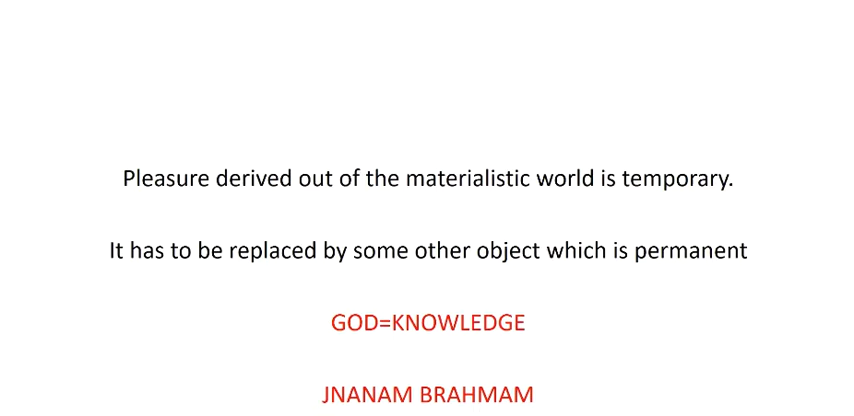 Pleasure derived out of the materialistic world is temporary.
It has to be replaced by some other object which is permanent
GOD=KNOWLEDGE
JNANAM BRAHMAM